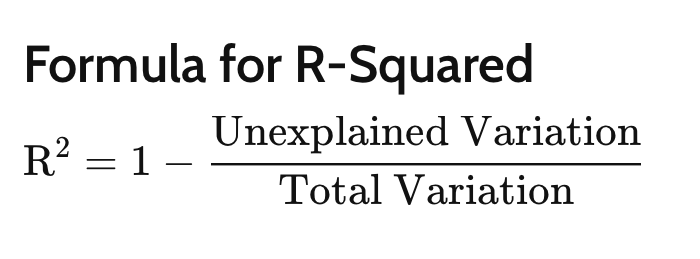 Formula for R-Squared
R² = 1 − Unexplained Variation / Total Variation